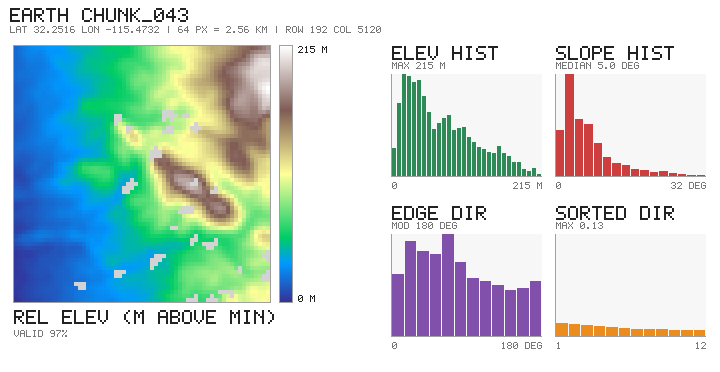 EARTH CHUNK_043
LAT 32.2516 LON -115.4732 | 64 PX = 2.56 KM | ROW 192 COL 5120
215 M
0 M
REL ELEV (M ABOVE MIN)
VALID 97%
ELEV HIST
MAX 215 M
0 215 M
SLOPE HIST
MEDIAN 5.0 DEG
0 32 DEG
EDGE DIR
MOD 180 DEG
0 180 DEG
SORTED DIR
MAX 0.13
1 12